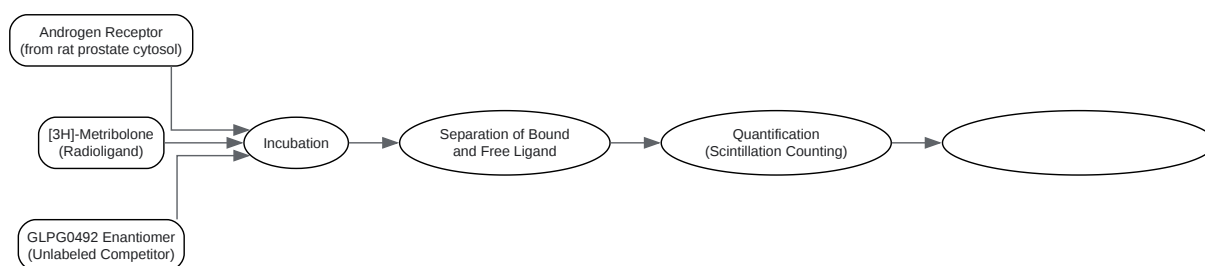 Androgen Receptor
(from rat prostate cytosol)
[3H]-Metribolone
(Radioligand)
GLPG0492 Enantiomer
(Unlabeled Competitor)
Incubation
Separation of Bound
and Free Ligand
Quantification
(Scintillation Counting)